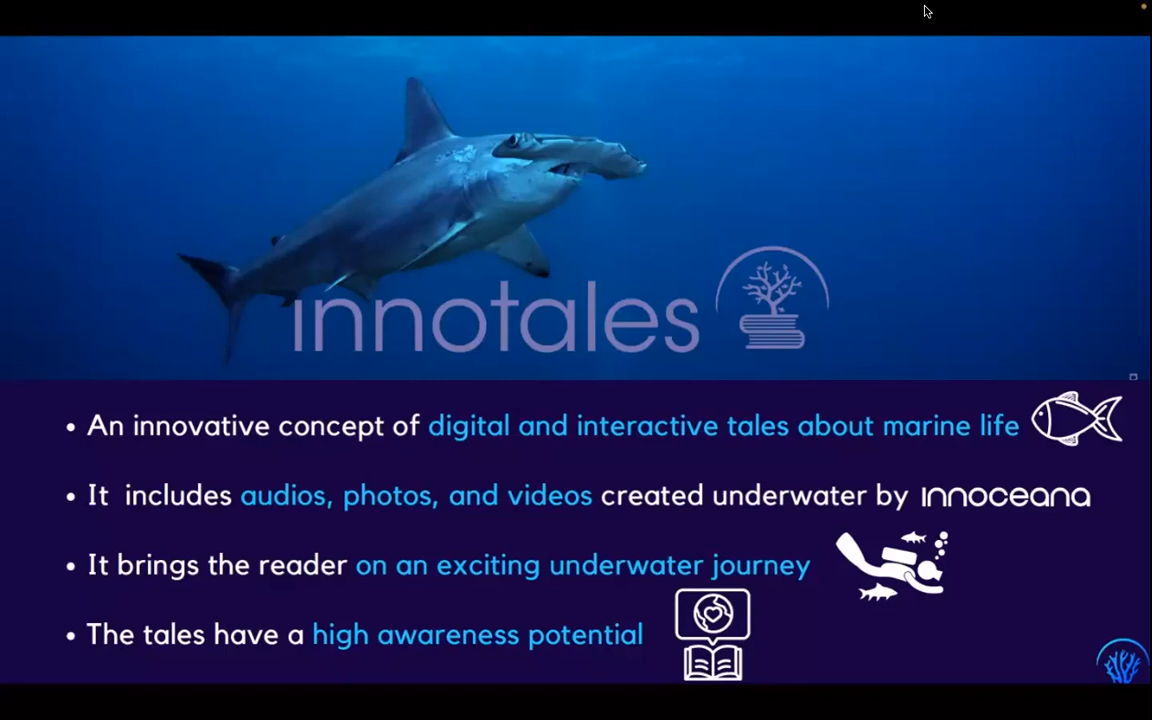 innotales
• An innovative concept of digital and interactive tales about marine life
• It includes audios, photos, and videos created underwater by INNOCEANA
• It brings the reader on an exciting underwater journey
• The tales have a high awareness potential